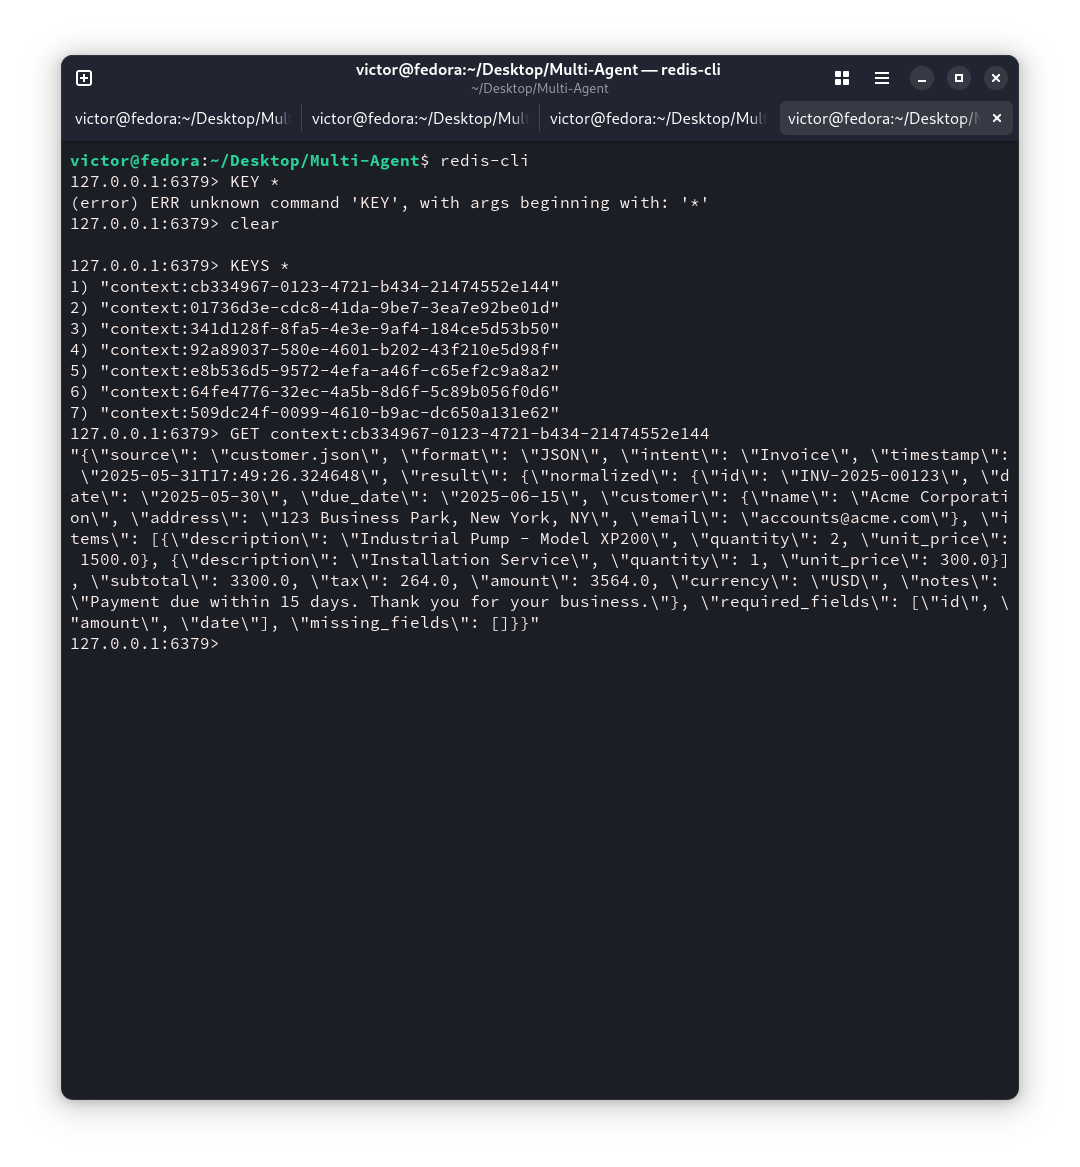 victor@fedora:~/Desktop/Multi-Agent — redis-cli
~/Desktop/Multi-Agent
victor@fedora:~/Desktop/Mul victor@fedora:~/Desktop/Mul victor@fedora:~/Desktop/Mul victor@fedora:~/Desktop/
victor@fedora:~/Desktop/Multi-Agent$ redis-cli
127.0.0.1:6379> KEY *
(error) ERR unknown command 'KEY', with args beginning with: '*'
127.0.0.1:6379> clear
127.0.0.1:6379> KEYS *
1) "context:cb334967-0123-4721-b434-21474552e144"
2) "context:01736d3e-cdc8-41da-9be7-3ea7e92be01d"
3) "context:341d128f-8fa5-4e3e-9af4-184ce5d53b50"
4) "context:92a89037-580e-4601-b202-43f210e5d98f"
5) "context:e8b536d5-9572-4efa-a46f-c65ef2c9a8a2"
6) "context:64fe4776-32ec-4a5b-8d6f-5c89b056f0d6"
7) "context:509dc24f-0099-4610-b9ac-dc650a131e62"
127.0.0.1:6379> GET context:cb334967-0123-4721-b434-21474552e144
"{\"source\": \"customer.json\", \"format\": \"JSON\", \"intent\": \"Invoice\", \"timestamp\":
 \"2025-05-31T17:49:26.324648\", \"result\": {\"normalized\": {\"id\": \"INV-2025-00123\", \"d
ate\": \"2025-05-30\", \"due_date\": \"2025-06-15\", \"customer\": {\"name\": \"Acme Corporati
on\", \"address\": \"123 Business Park, New York, NY\", \"email\": \"accounts@acme.com\"}, \"i
tems\": [{\"description\": \"Industrial Pump - Model XP200\", \"quantity\": 2, \"unit_price\":
 1500.0}, {\"description\": \"Installation Service\", \"quantity\": 1, \"unit_price\": 300.0}]
, \"subtotal\": 3300.0, \"tax\": 264.0, \"amount\": 3564.0, \"currency\": \"USD\", \"notes\":
\"Payment due within 15 days. Thank you for your business.\"}, \"required_fields\": [\"id\", \
"amount\", \"date\"], \"missing_fields\": []}}"
127.0.0.1:6379>